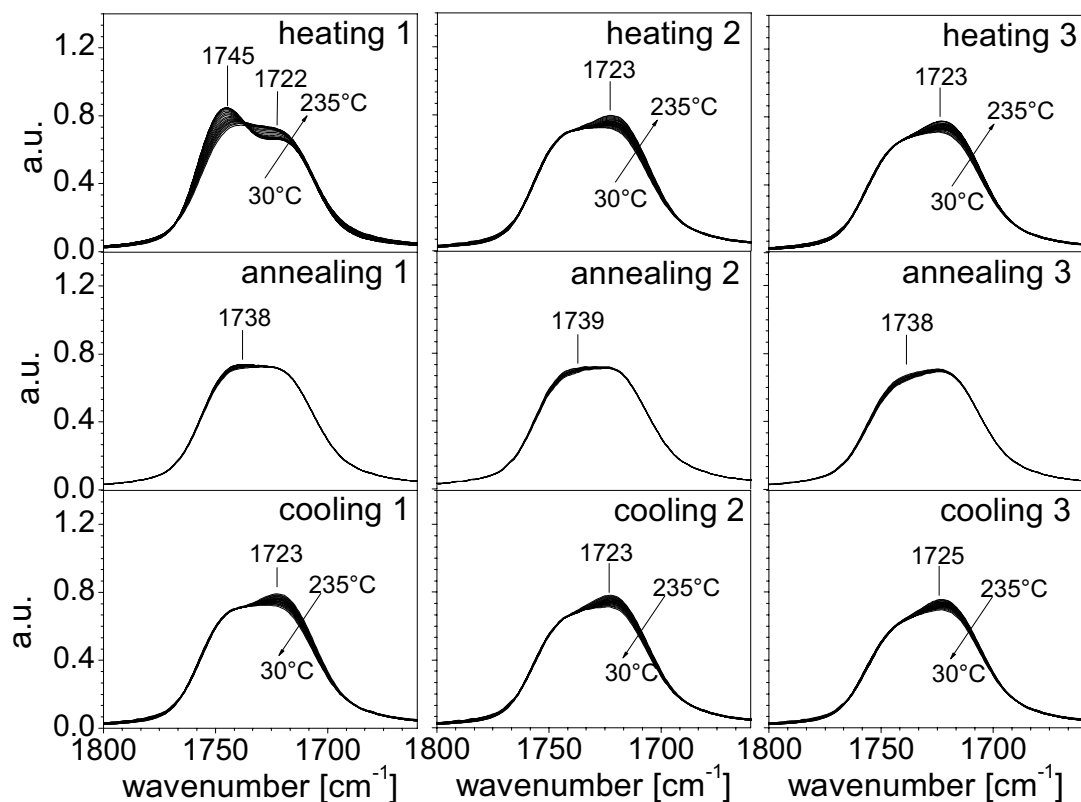 heating 1
1745
1722
235°C
30°C
1.2
0.8
0.4
0.0
a.u.
heating 2
1723
235°C
30°C
heating 3
1723
235°C
30°C
annealing 1
1738
1.2
0.8
0.4
0.0
a.u.
annealing 2
1739
annealing 3
1738
cooling 1
1723
235°C
30°C
1.2
0.8
0.4
0.0
a.u.
cooling 2
1723
235°C
30°C
cooling 3
1725
235°C
30°C
1800 1750 1700
1800 1750 1700
1800 1750 1700
wavenumber [cm⁻¹]
wavenumber [cm⁻¹]
wavenumber [cm⁻¹]